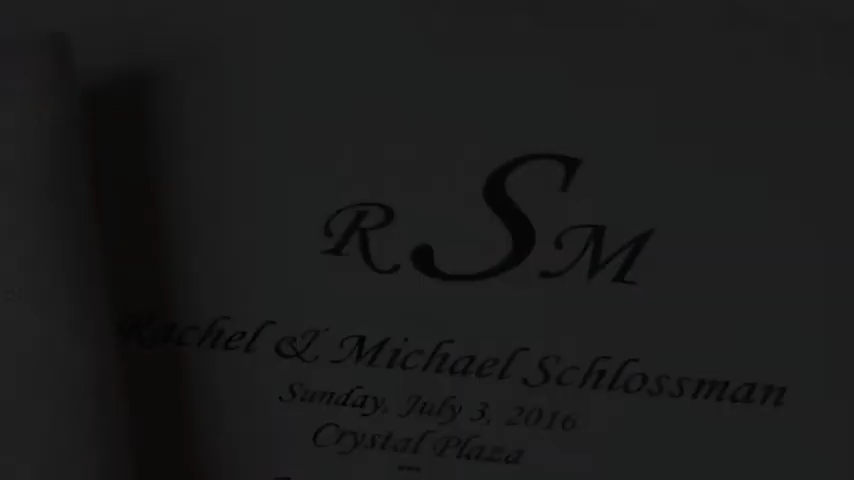 RSM
Rachel & Michael Schlossman
Sunday, July 3, 2016
Crystal Plaza